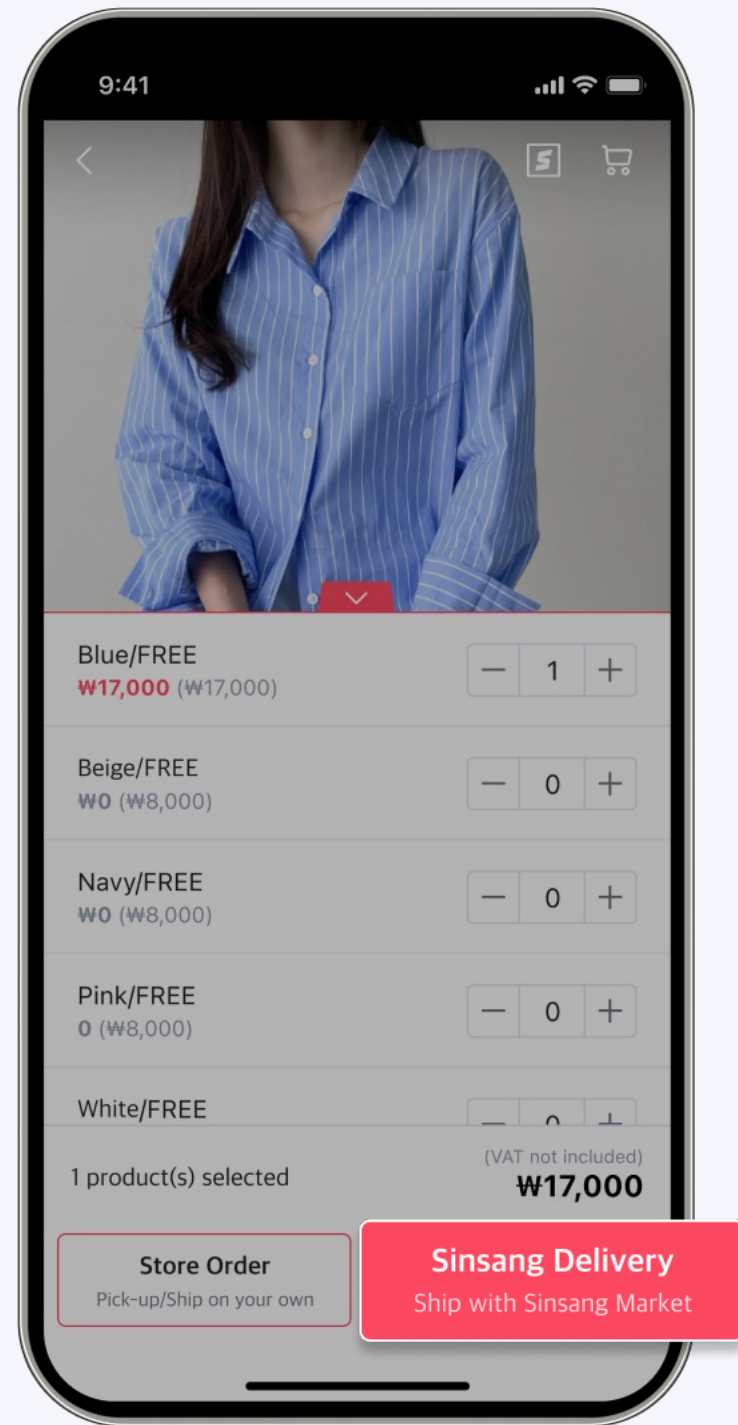 9:41
Blue/FREE
₩17,000 (₩17,000)
1
Beige/FREE
₩0 (₩8,000)
0
Navy/FREE
₩0 (₩8,000)
0
Pink/FREE
0 (₩8,000)
0
White/FREE
0
(VAT not included)
1 product(s) selected
₩17,000
Store Order
Pick-up/Ship on your own
Sinsang Delivery
Ship with Sinsang Market